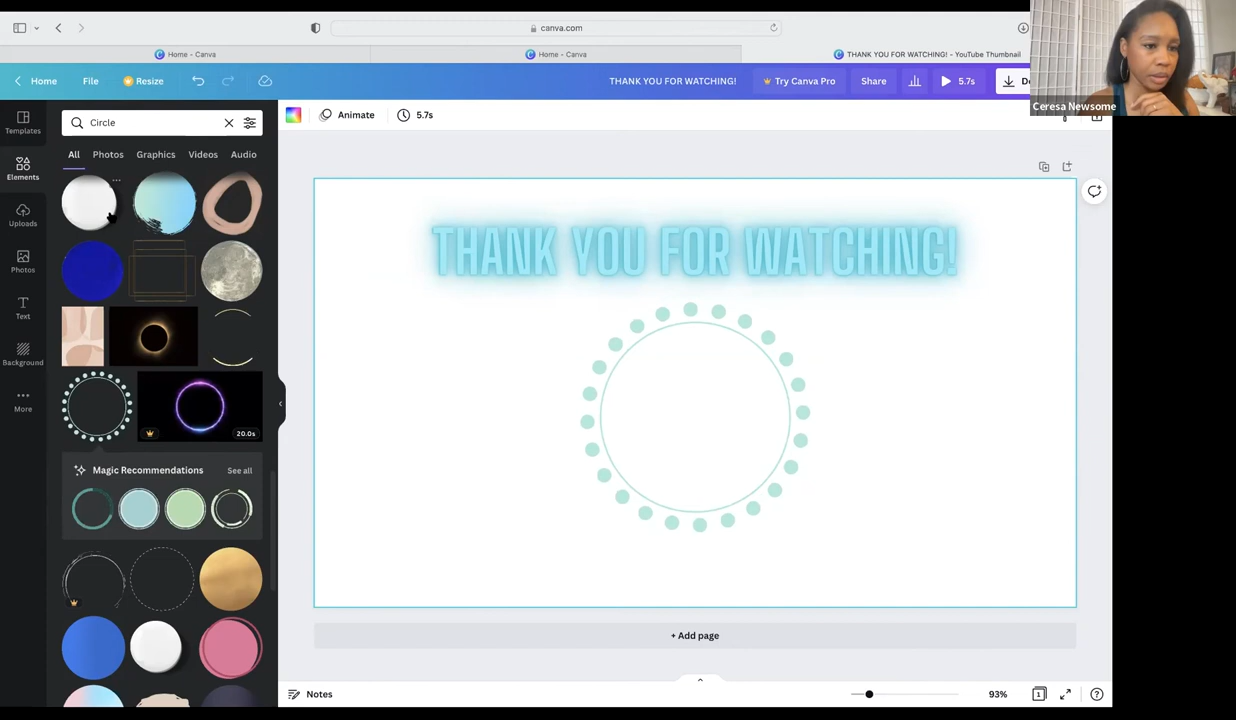 canva.com
Home - Canva
Home - Canva
THANK YOU FOR WATCHING! - YouTube Thumbnail
Ceresa Newsome
Home
File
Resize
THANK YOU FOR WATCHING!
Try Canva Pro
Share
5.7s
Templates
Elements
Uploads
Photos
Text
Background
More
Circle
Animate
5.7s
All
Photos
Graphics
Videos
Audio
THANK YOU FOR WATCHING!
20.0s
Magic Recommendations
See all
+ Add page
Notes
93%
1
?